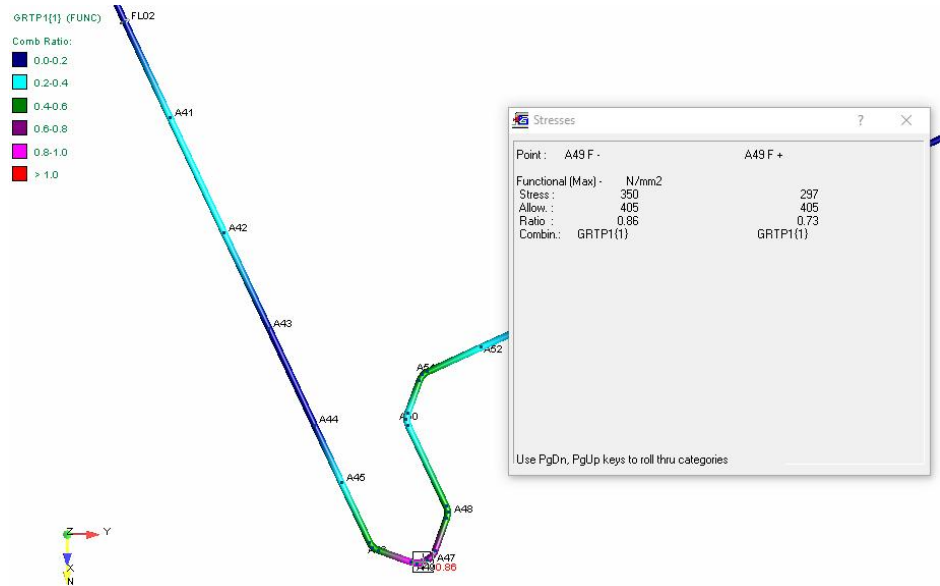 GRTP1{1} (FUNC)
Comb Ratio:
0.0-0.2
0.2-0.4
0.4-0.6
0.6-0.8
0.8-1.0
> 1.0
FL02
A41
A42
A43
A44
A45
A52
A48
A47
0.86
Z
Y
X
N
Stresses
? ×
Point : A49 F - A49 F +
Functional (Max) - N/mm2
Stress : 350 297
Allow. : 405 405
Ratio : 0.86 0.73
Combin.: GRTP1{1} GRTP1{1}
Use PgDn, PgUp keys to roll thru categories